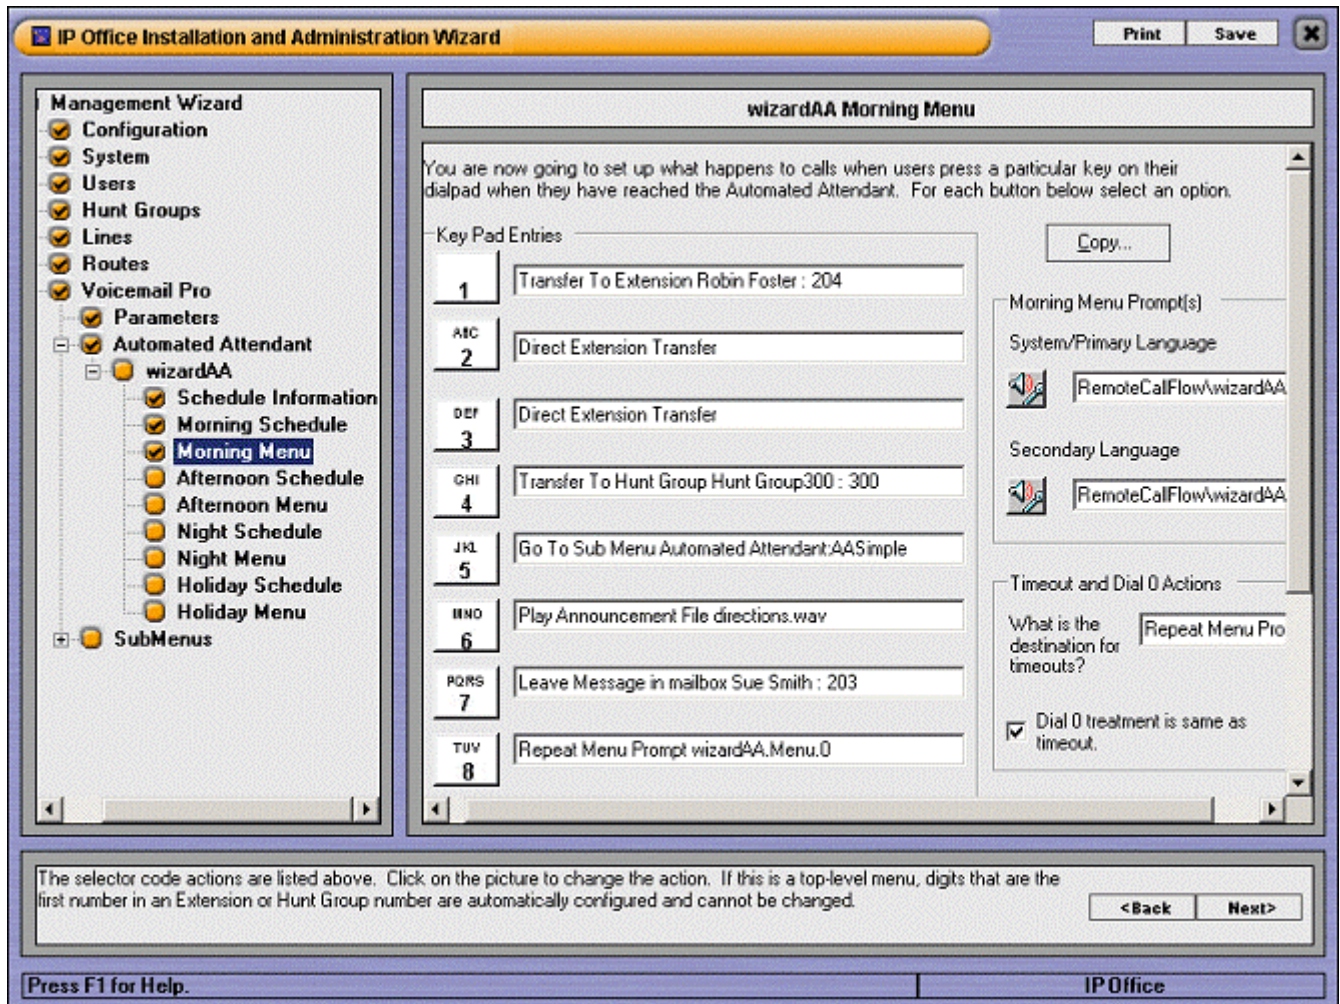 IP Office Installation and Administration Wizard
Print
Save
Management Wizard
Configuration
System
Users
Hunt Groups
Lines
Routes
Voicemail Pro
Parameters
Automated Attendant
wizardAA
Schedule Information
Morning Schedule
Morning Menu
Afternoon Schedule
Afternoon Menu
Night Schedule
Night Menu
Holiday Schedule
Holiday Menu
SubMenus
wizardAA Morning Menu
You are now going to set up what happens to calls when users press a particular key on their
dialpad when they have reached the Automated Attendant. For each button below select an option.
Key Pad Entries
1
Transfer To Extension Robin Foster : 204
ABC
2
Direct Extension Transfer
DEF
3
Direct Extension Transfer
GHI
4
Transfer To Hunt Group Hunt Group300 : 300
JKL
5
Go To Sub Menu Automated Attendant:AASimple
MNO
6
Play Announcement File directions.wav
PQRS
7
Leave Message in mailbox Sue Smith : 203
TUV
8
Repeat Menu Prompt wizardAA.Menu.0
Copy...
Morning Menu Prompt(s)
System/Primary Language
RemoteCallFlow\wizardAA
Secondary Language
RemoteCallFlow\wizardAA
Timeout and Dial 0 Actions
What is the
destination for
timeouts?
Repeat Menu Pro
Dial 0 treatment is same as
timeout.
The selector code actions are listed above. Click on the picture to change the action. If this is a top-level menu, digits that are the
first number in an Extension or Hunt Group number are automatically configured and cannot be changed.
<Back
Next>
Press F1 for Help.
IP Office